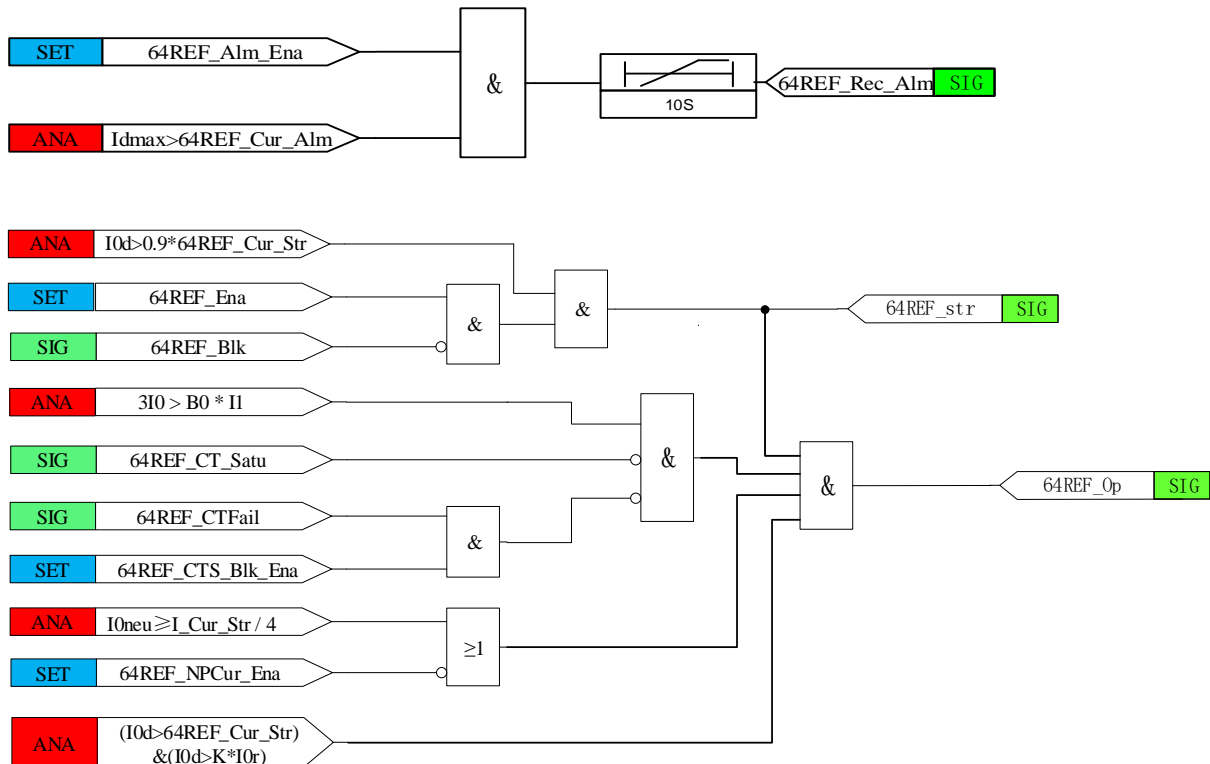 SET 64REF_Alm_Ena
&
10S
64REF_Rec_Alm SIG
ANA Idmax>64REF_Cur_Alm
ANA I0d>0.9*64REF_Cur_Str
SET 64REF_Ena
&
&
64REF_str SIG
SIG 64REF_Blk
ANA 3I0 > B0 * I1
SIG 64REF_CT_Satu
&
&
64REF_Op SIG
SIG 64REF_CTFail
&
SET 64REF_CTS_Blk_Ena
ANA I0neu≥I_Cur_Str / 4
≥1
SET 64REF_NPCur_Ena
ANA (I0d>64REF_Cur_Str)
&(I0d>K*I0r)